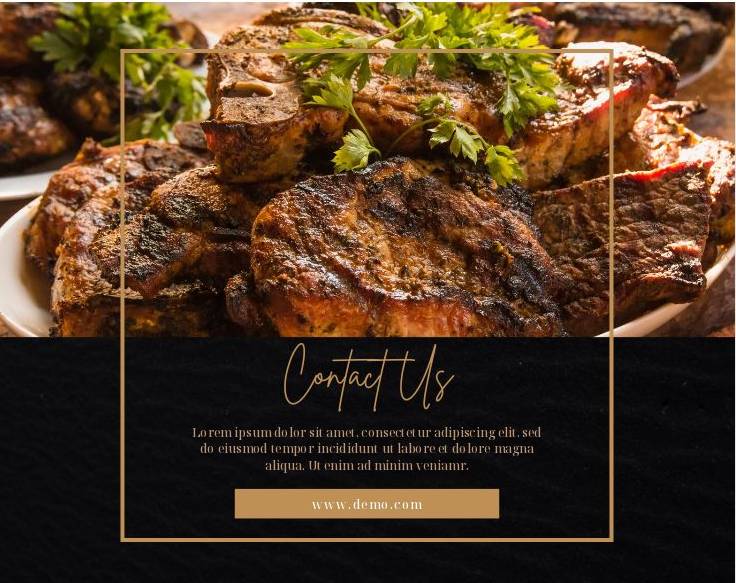 Contact Us
Lorem ipsum dolor sit amet, consectetur adipiscing elit, sed
do eiusmod tempor incididunt ut labore et dolore magna
aliqua. Ut enim ad minim veniamr.
www.demo.com